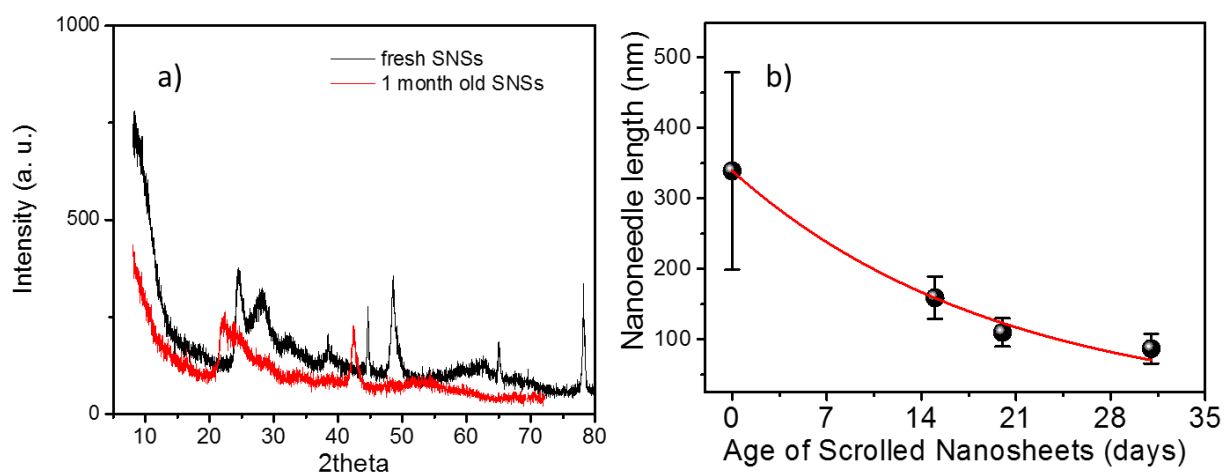 1000
500
0
Intensity (a. u.)
a)
fresh SNSs
1 month old SNSs
10 20 30 40 50 60 70 80
2theta
500
400
300
200
100
Nanoneedle length (nm)
b)
0 7 14 21 28 35
Age of Scrolled Nanosheets (days)